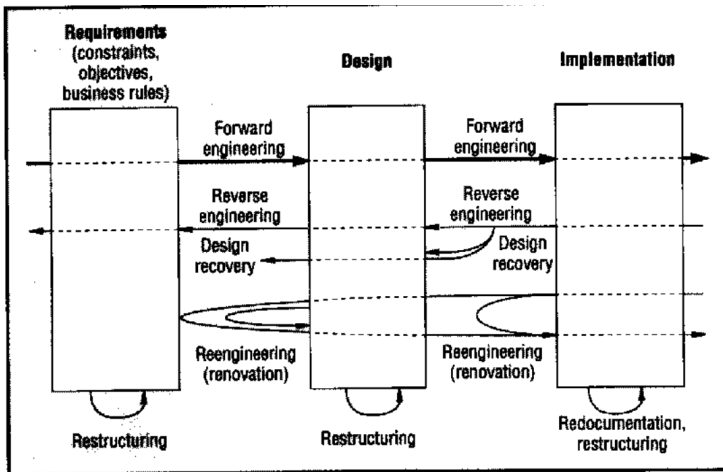 Requirements
(constraints,
objectives,
business rules)
Design
Implementation
Forward
engineering
Forward
engineering
Reverse
engineering
Reverse
engineering
Design
recovery
Design
recovery
Reengineering
(renovation)
Reengineering
(renovation)
Restructuring
Restructuring
Redocumentation,
restructuring